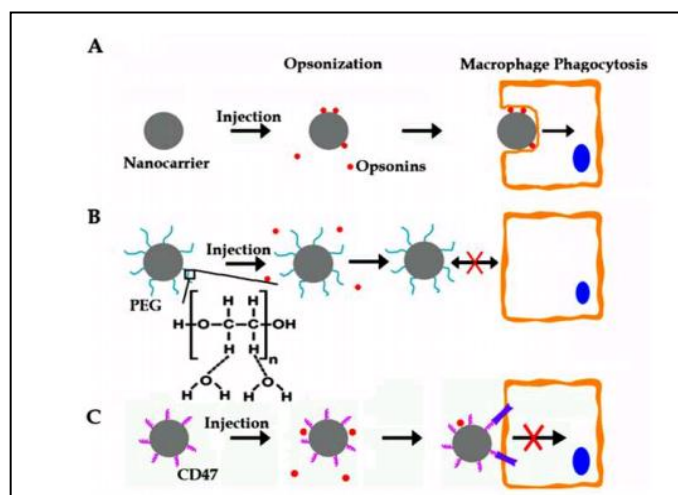 A
Opsonization
Macrophage Phagocytosis
Injection
Nanocarrier
Opsonins
B
Injection
PEG
H H
H-O-C-C-OH
H H n
O O
H H H H
C
Injection
CD47